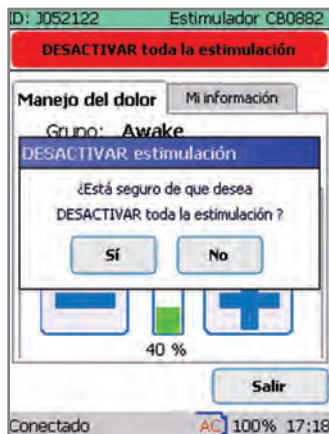 ID: J052122 Estimulador CB0882
DESACTIVAR toda la estimulación
Manejo del dolor Mi información
Grupo: Awake
DESACTIVAR estimulación
¿Está seguro de que desea
DESACTIVAR toda la estimulación ?
Sí No
40 %
Salir
Conectado AC 100% 17:18